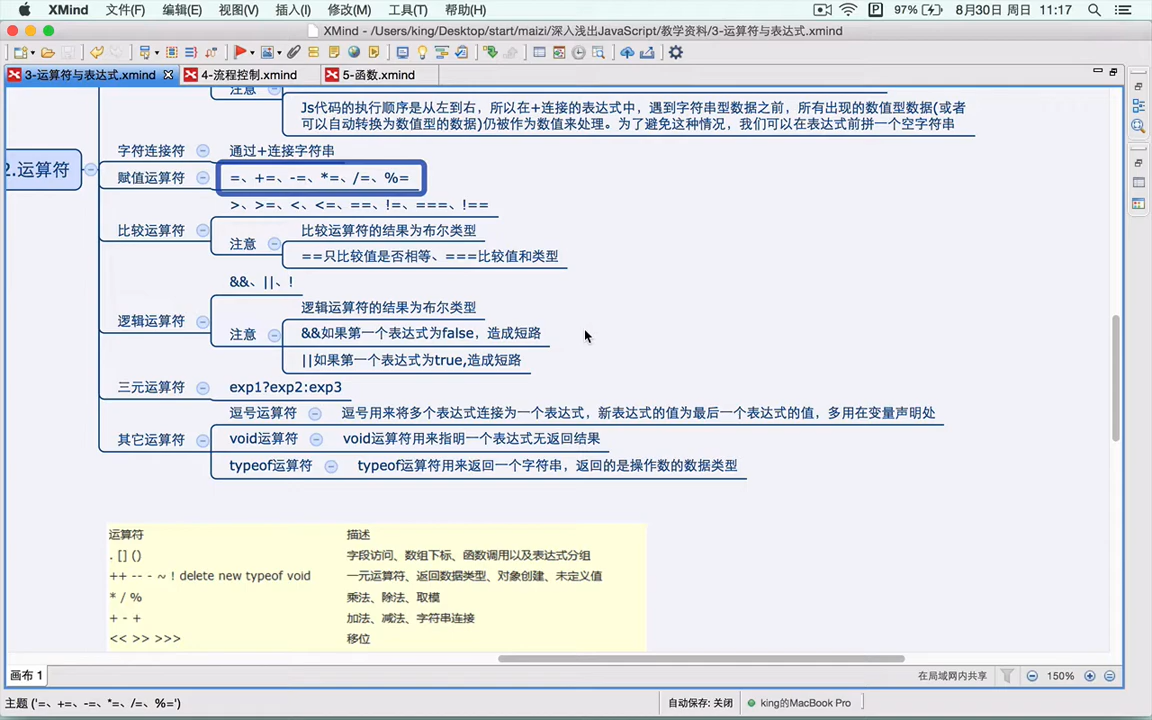 XMind 文件(F) 编辑(E) 视图(V) 插入(I) 修改(M) 工具(T) 帮助(H) 97% 8月30日 周日 11:17
XMind - /Users/king/Desktop/start/maizi/深入浅出JavaScript/教学资料/3-运算符与表达式.xmind
3-运算符与表达式.xmind 4-流程控制.xmind 5-函数.xmind
注意
Js代码的执行顺序是从左到右，所以在+连接的表达式中，遇到字符串型数据之前，所有出现的数值型数据(或者
可以自动转换为数值型的数据)仍被作为数值来处理。为了避免这种情况，我们可以在表达式前拼一个空字符串
2.运算符
字符连接符 通过+连接字符串
赋值运算符 =、+=、-=、*=、/=、%=
>、>=、<、<=、==、!=、===、!==
比较运算符
比较运算符的结果为布尔类型
注意
==只比较值是否相等、===比较值和类型
&&、||、!
逻辑运算符
逻辑运算符的结果为布尔类型
注意
&&如果第一个表达式为false，造成短路
||如果第一个表达式为true,造成短路
三元运算符 exp1?exp2:exp3
逗号运算符 逗号用来将多个表达式连接为一个表达式，新表达式的值为最后一个表达式的值，多用在变量声明处
其它运算符 void运算符 void运算符用来指明一个表达式无返回结果
typeof运算符 typeof运算符用来返回一个字符串，返回的是操作数的数据类型
运算符 描述
. [] () 字段访问、数组下标、函数调用以及表达式分组
++ -- - ~ ! delete new typeof void 一元运算符、返回数据类型、对象创建、未定义值
* / % 乘法、除法、取模
+ - + 加法、减法、字符串连接
<< >> >>> 移位
画布 1 在局域网内共享 150%
主题 ('=、+=、-=、*=、/=、%=') 自动保存: 关闭 king的MacBook Pro